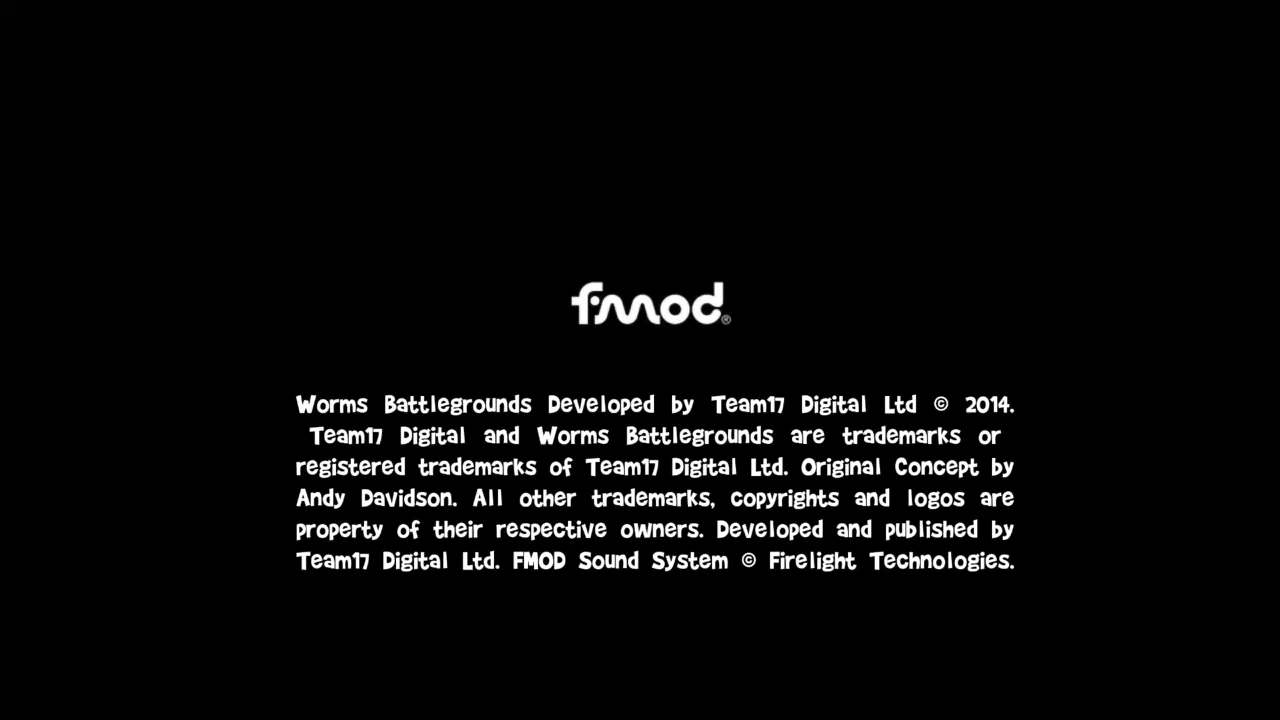 fmod®
Worms Battlegrounds Developed by Team17 Digital Ltd © 2014.
Team17 Digital and Worms Battlegrounds are trademarks or
registered trademarks of Team17 Digital Ltd. Original Concept by
Andy Davidson. All other trademarks, copyrights and logos are
property of their respective owners. Developed and published by
Team17 Digital Ltd. FMOD Sound System © Firelight Technologies.